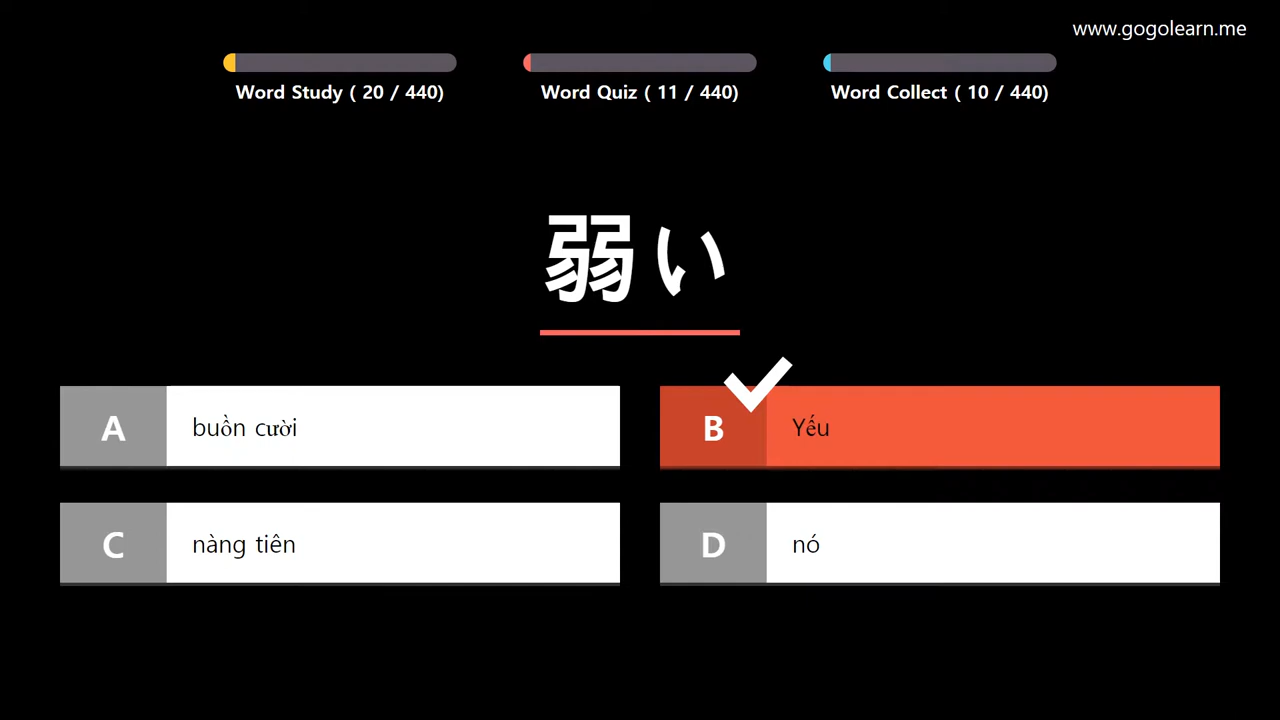 www.gogolearn.me
Word Study ( 20 / 440)
Word Quiz ( 11 / 440)
Word Collect ( 10 / 440)
弱い
A buồn cười
B Yếu
C nàng tiên
D nó